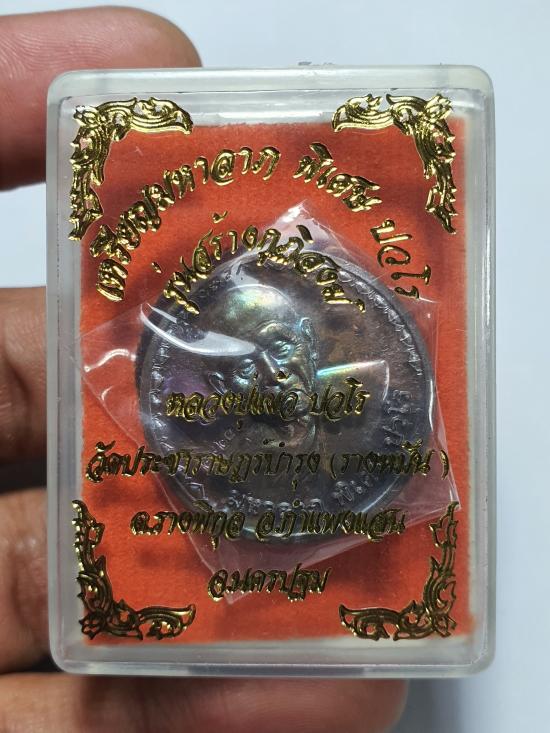 เหรียญมหาลาภ พิเศษ ปวโร
รุ่นสร้างกุฏิสงฆ์
หลวงปู่แผ้ว ปวโร
วัดประชาราษฎร์บำรุง (รางหมัน)
ต.รางพิกุล อ.กำแพงแสน
จ.นครปฐม